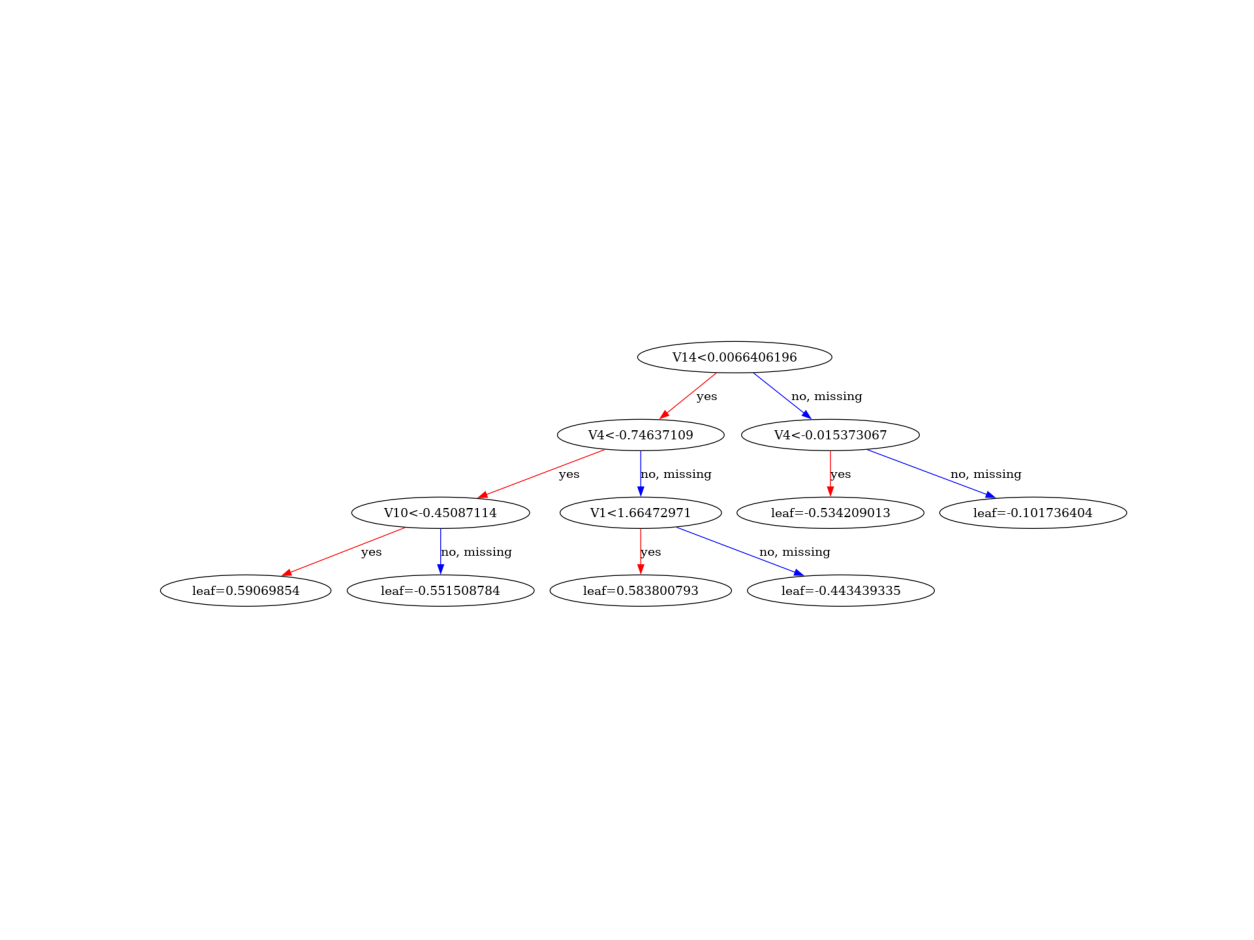 V14<0.0066406196
yes
no, missing
V4<-0.74637109
V4<-0.015373067
yes
no, missing
yes
no, missing
V10<-0.45087114
V1<1.66472971
leaf=-0.534209013
leaf=-0.101736404
yes
no, missing
yes
no, missing
leaf=0.59069854
leaf=-0.551508784
leaf=0.583800793
leaf=-0.443439335